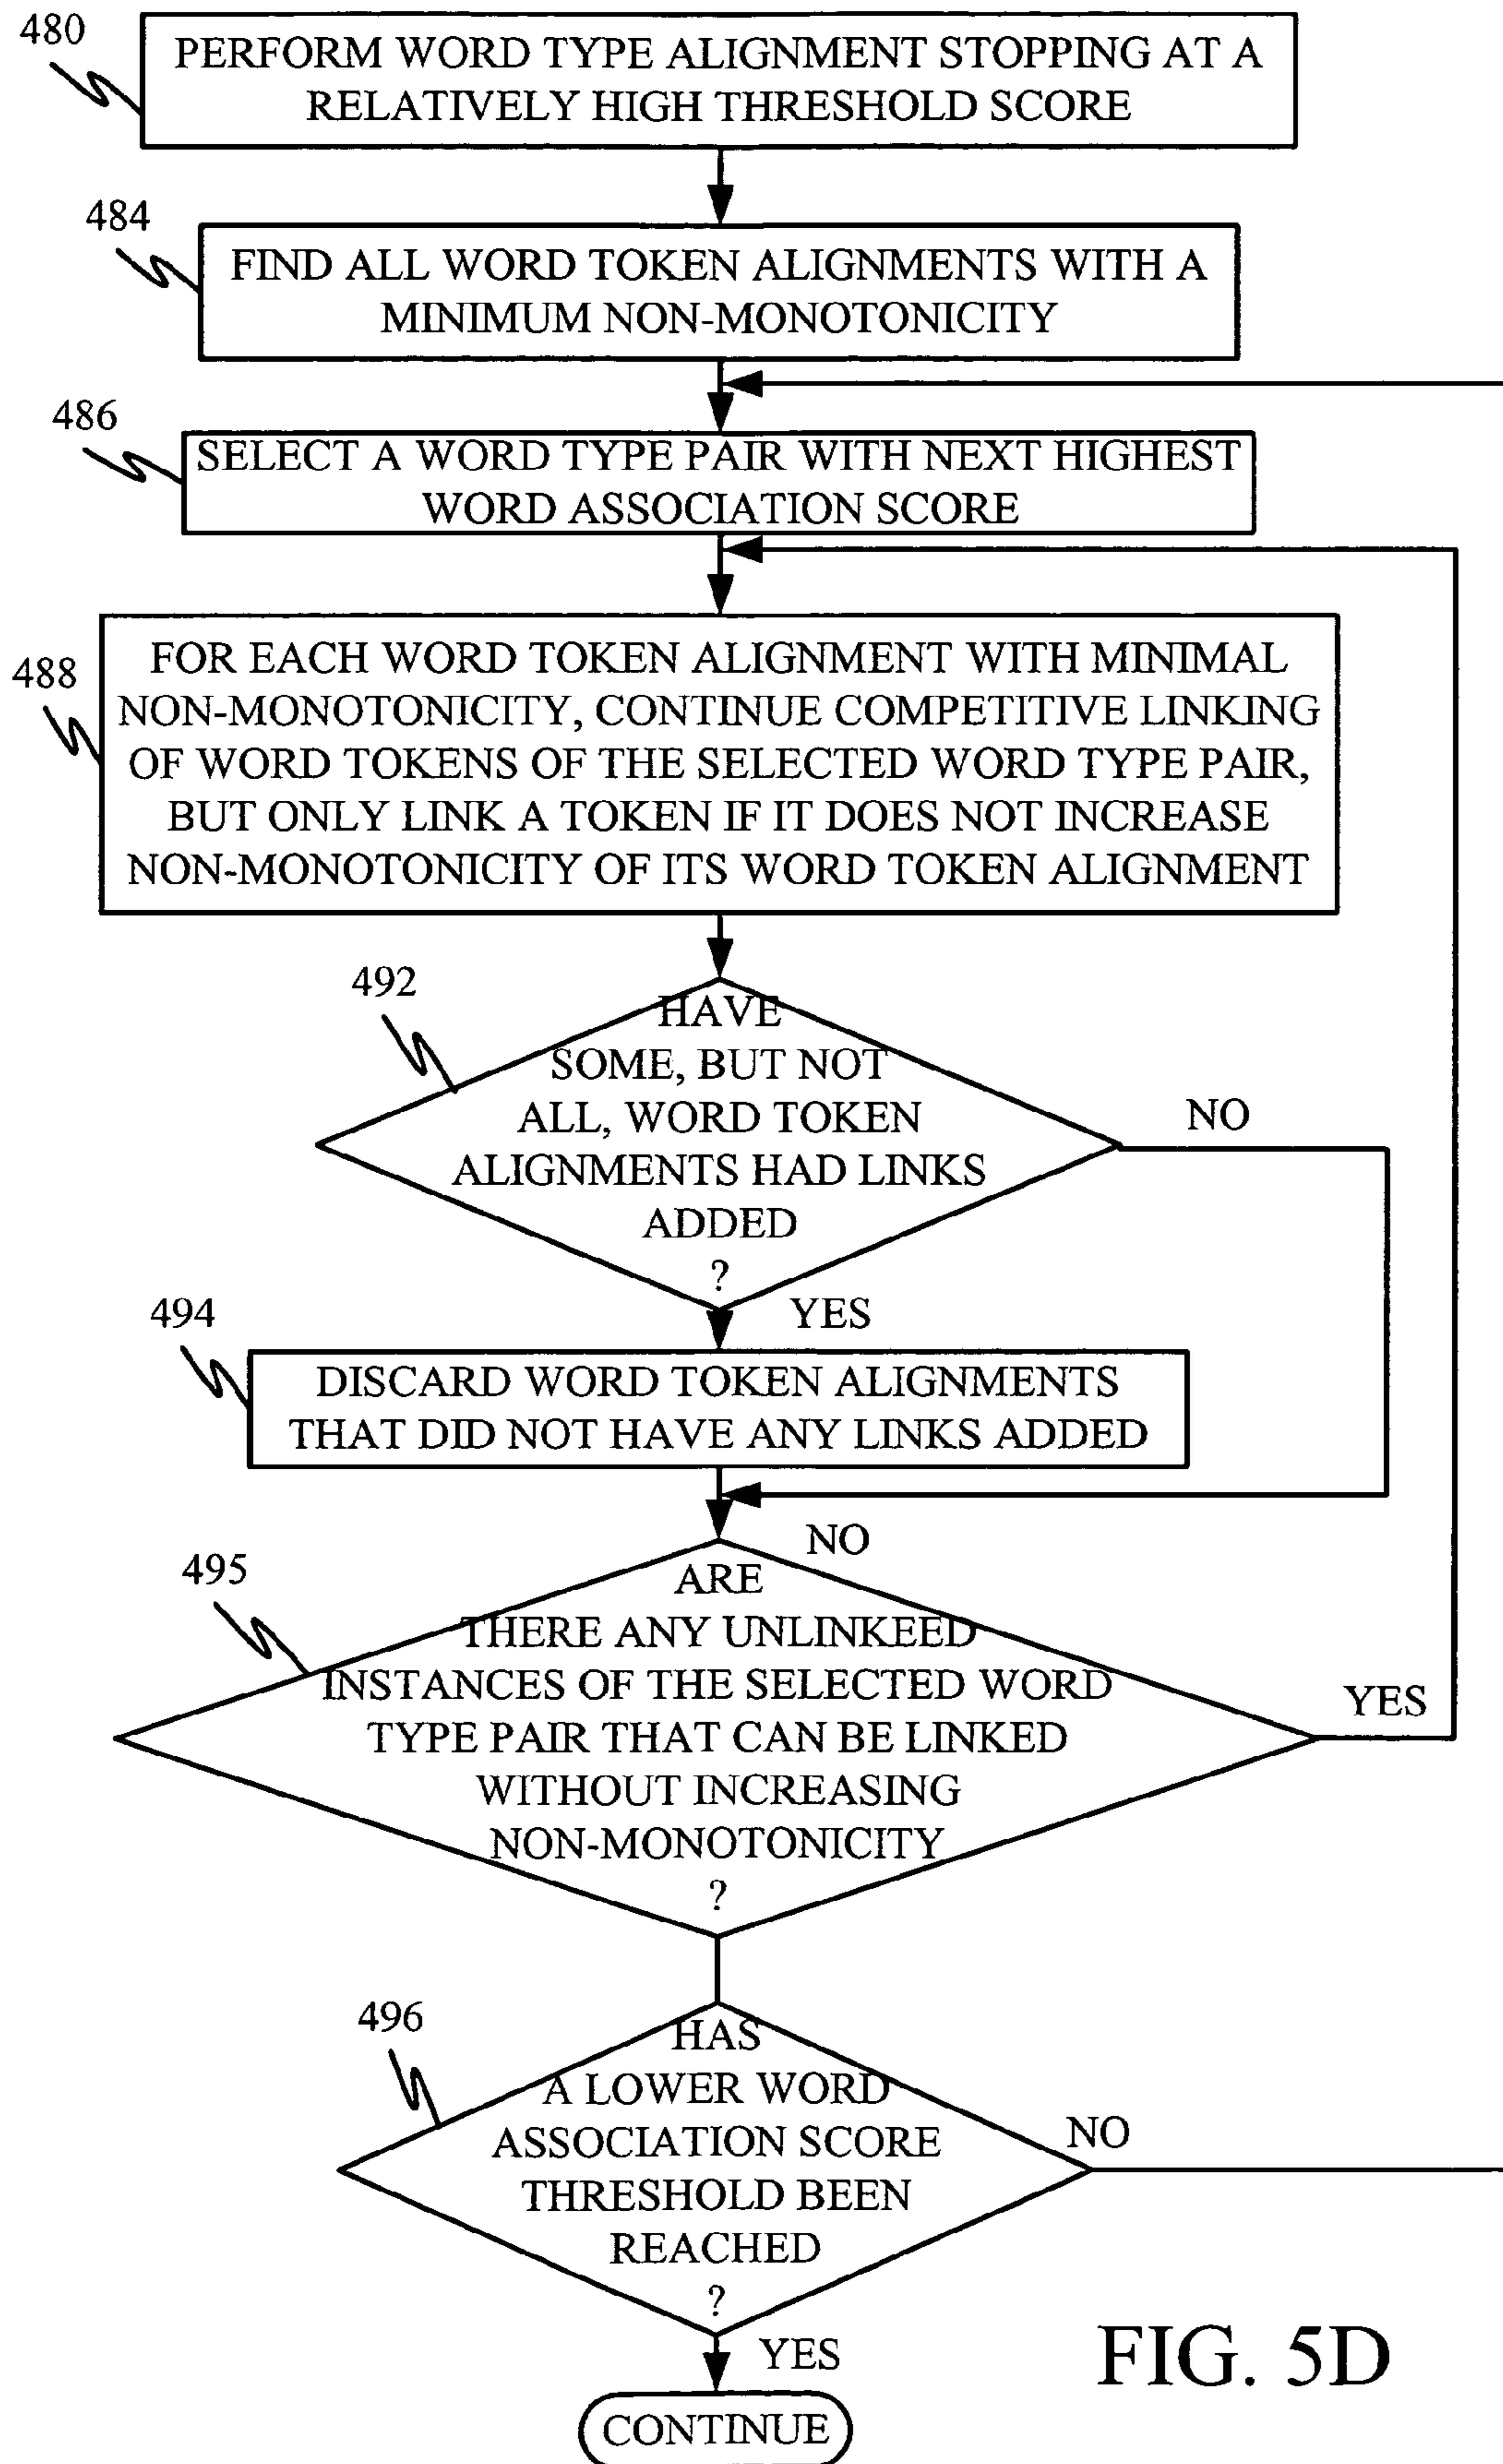 480
PERFORM WORD TYPE ALIGNMENT STOPPING AT A
RELATIVELY HIGH THRESHOLD SCORE
484
FIND ALL WORD TOKEN ALIGNMENTS WITH A
MINIMUM NON-MONOTONICITY
486
SELECT A WORD TYPE PAIR WITH NEXT HIGHEST
WORD ASSOCIATION SCORE
488
FOR EACH WORD TOKEN ALIGNMENT WITH MINIMAL
NON-MONOTONICITY, CONTINUE COMPETITIVE LINKING
OF WORD TOKENS OF THE SELECTED WORD TYPE PAIR,
BUT ONLY LINK A TOKEN IF IT DOES NOT INCREASE
NON-MONOTONICITY OF ITS WORD TOKEN ALIGNMENT
492
HAVE
SOME, BUT NOT
ALL, WORD TOKEN
ALIGNMENTS HAD LINKS
ADDED
?
NO
YES
494
DISCARD WORD TOKEN ALIGNMENTS
THAT DID NOT HAVE ANY LINKS ADDED
NO
495
ARE
THERE ANY UNLINKEED
INSTANCES OF THE SELECTED WORD
TYPE PAIR THAT CAN BE LINKED
WITHOUT INCREASING
NON-MONOTONICITY
?
YES
496
HAS
A LOWER WORD
ASSOCIATION SCORE
THRESHOLD BEEN
REACHED
?
NO
YES
CONTINUE
FIG. 5D